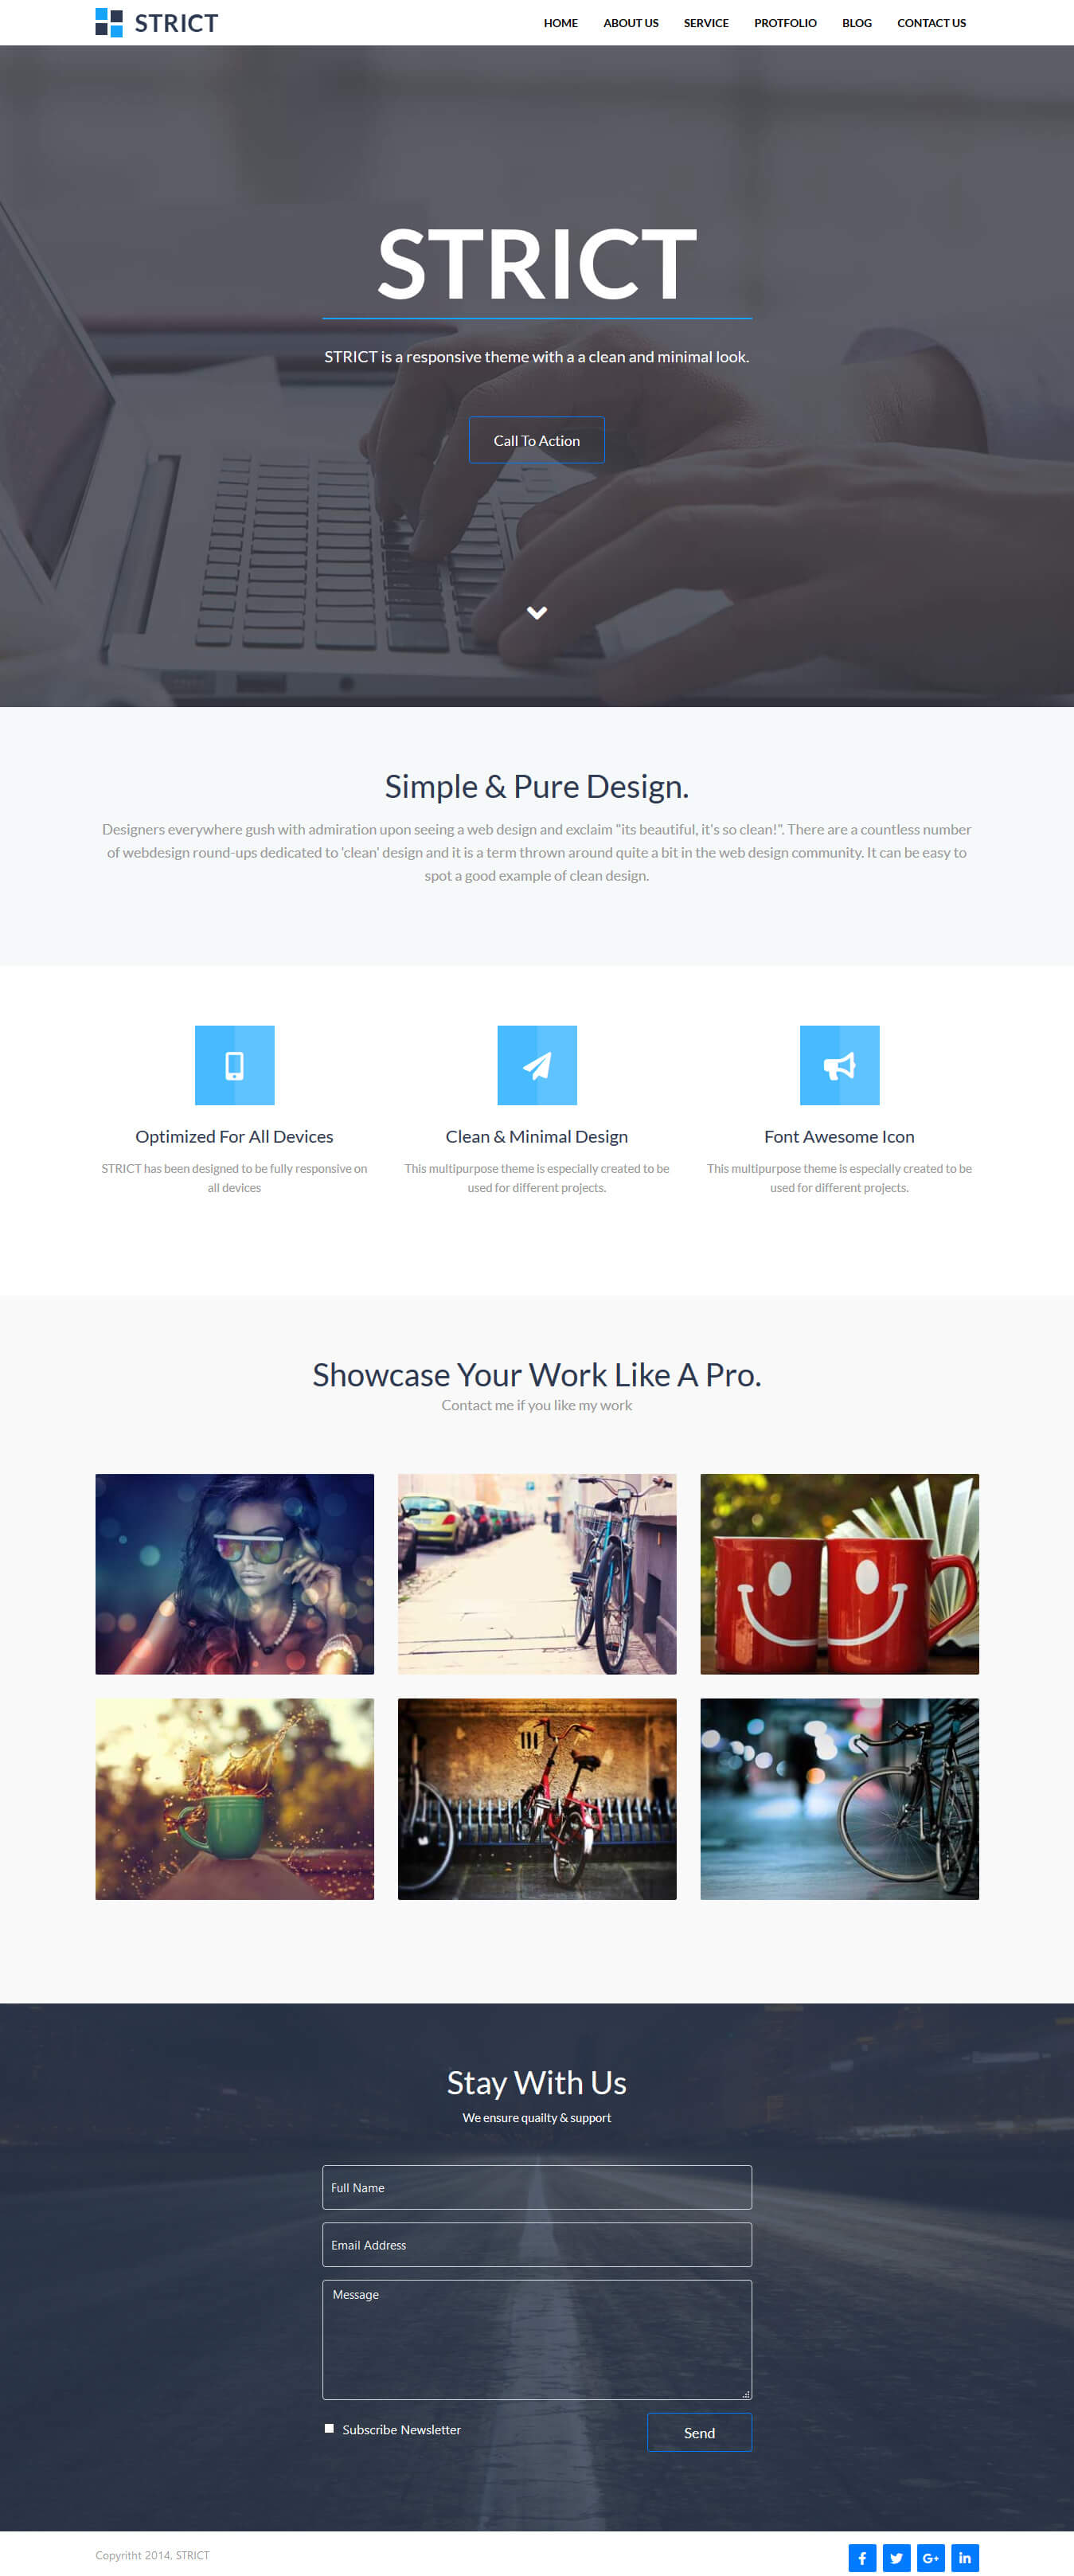 STRICT
HOME ABOUT US SERVICE PROTFOLIO BLOG CONTACT US
STRICT
STRICT is a responsive theme with a a clean and minimal look.
Call To Action
Simple & Pure Design.
Designers everywhere gush with admiration upon seeing a web design and exclaim "its beautiful, it's so clean!". There are a countless number
of webdesign round-ups dedicated to 'clean' design and it is a term thrown around quite a bit in the web design community. It can be easy to
spot a good example of clean design.
Optimized For All Devices
STRICT has been designed to be fully responsive on
all devices
Clean & Minimal Design
This multipurpose theme is especially created to be
used for different projects.
Font Awesome Icon
This multipurpose theme is especially created to be
used for different projects.
Showcase Your Work Like A Pro.
Contact me if you like my work
Stay With Us
We ensure quailty & support
Full Name
Email Address
Message
Subscribe Newsletter
Send
Copyritht 2014, STRICT